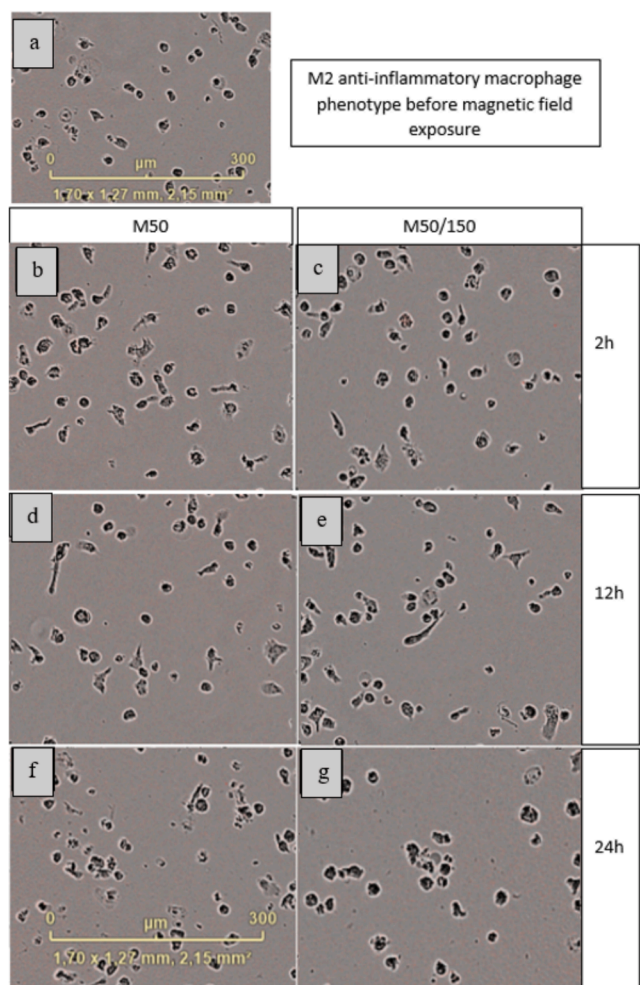 a
M2 anti-inflammatory macrophage
phenotype before magnetic field
exposure
0 µm 300
1,70 x 1,27 mm, 2,15 mm²
M50 M50/150
b c
2h
d e
12h
f g
24h
0 µm 300
1,70 x 1,27 mm, 2,15 mm²